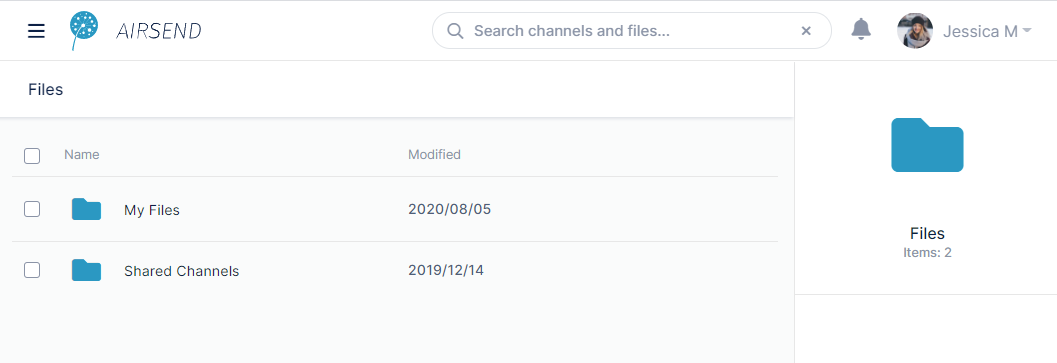 AIRSEND
Search channels and files...
Jessica M
Files
Name Modified
My Files 2020/08/05
Shared Channels 2019/12/14
Files
Items: 2